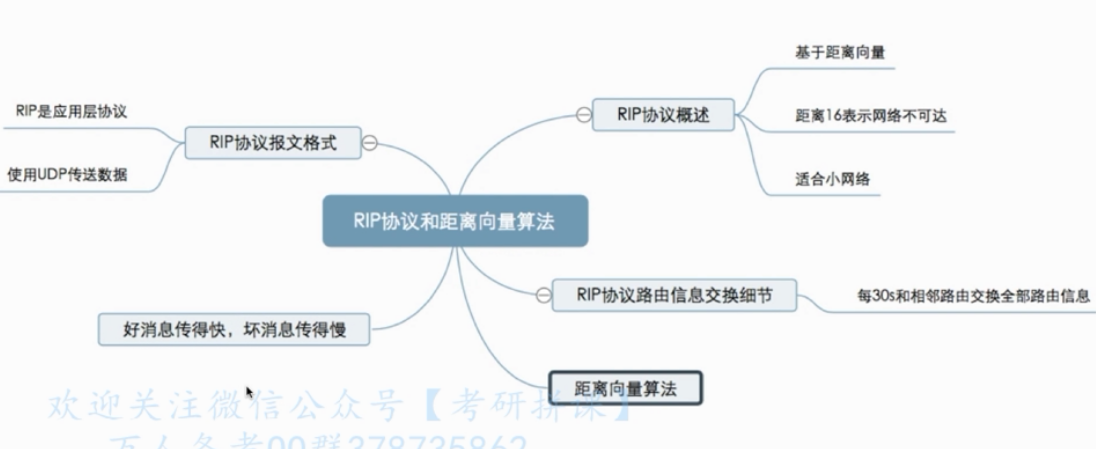 RIP协议和距离向量算法
RIP协议概述
基于距离向量
距离16表示网络不可达
适合小网络
RIP协议路由信息交换细节
每30s和相邻路由交换全部路由信息
距离向量算法
好消息传得快，坏消息传得慢
RIP协议报文格式
RIP是应用层协议
使用UDP传送数据
欢迎关注微信公众号【考研拼课】
万人备考QQ群378735862